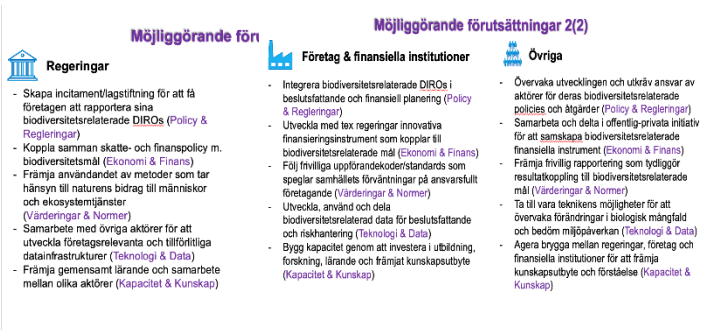 Möjliggörande föru
Regeringar
- Skapa incitament/lagstiftning för att få
företagen att rapportera sina
biodiversitetsrelaterade DIROs (Policy &
Regleringar)
- Koppla samman skatte- och finanspolicy m.
biodiversitetsmål (Ekonomi & Finans)
- Främja användandet av metoder som tar
hänsyn till naturens bidrag till människor
och ekosystemtjänster
(Värderingar & Normer)
- Samarbete med övriga aktörer för att
utveckla företagsrelevanta och tillförlitliga
datainfrastrukturer (Teknologi & Data)
- Främja gemensamt lärande och samarbete
mellan olika aktörer (Kapacitet & Kunskap)
Möjliggörande förutsättningar 2(2)
Företag & finansiella institutioner
- Integrera biodiversitetsrelaterade DIROs i
beslutsfattande och finansiell planering (Policy
& Regleringar)
- Utveckla med tex regeringar innovativa
finansieringsinstrument som kopplar till
biodiversitetsrelaterade mål (Ekonomi & Finans)
- Följ frivilliga uppförandekoder/standards som
speglar samhällets förväntningar på ansvarsfullt
företagande (Värderingar & Normer)
- Utveckla, använd och dela
biodiversitetsrelaterad data för beslutsfattande
och riskhantering (Teknologi & Data)
- Bygg kapacitet genom att investera i utbildning,
forskning, lärande och främjat kunskapsutbyte
(Kapacitet & Kunskap)
Övriga
- Övervaka utvecklingen och utkräv ansvar av
aktörer för deras biodiversitetsrelaterade
policies och åtgärder (Policy & Regleringar)
- Samarbeta och delta i offentlig-privata initiativ
för att samskapa biodiversitetsrelaterade
finansiella instrument (Ekonomi & Finans)
- Främja frivillig rapportering som tydliggör
resultatkoppling till biodiversitetsrelaterade
mål (Värderingar & Normer)
- Ta till vara teknikens möjligheter för att
övervaka förändringar i biologisk mångfald
och bedöm miljöpåverkan (Teknologi & Data)
- Agera brygga mellan regeringar, företag och
finansiella institutioner för att främja
kunskapsutbyte och förståelse (Kapacitet &
Kunskap)